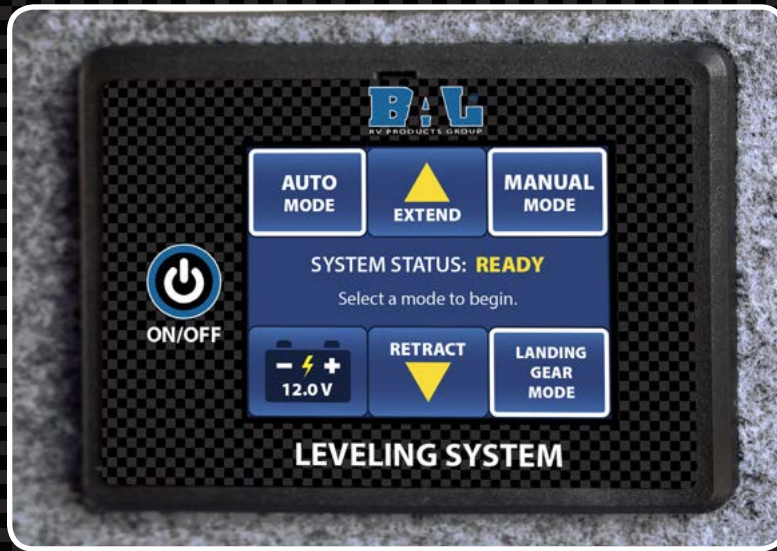 BAL
RV PRODUCTS GROUP
AUTO
MODE
EXTEND
MANUAL
MODE
SYSTEM STATUS: READY
Select a mode to begin.
ON/OFF
- +
12.0 V
RETRACT
LANDING
GEAR
MODE
LEVELING SYSTEM